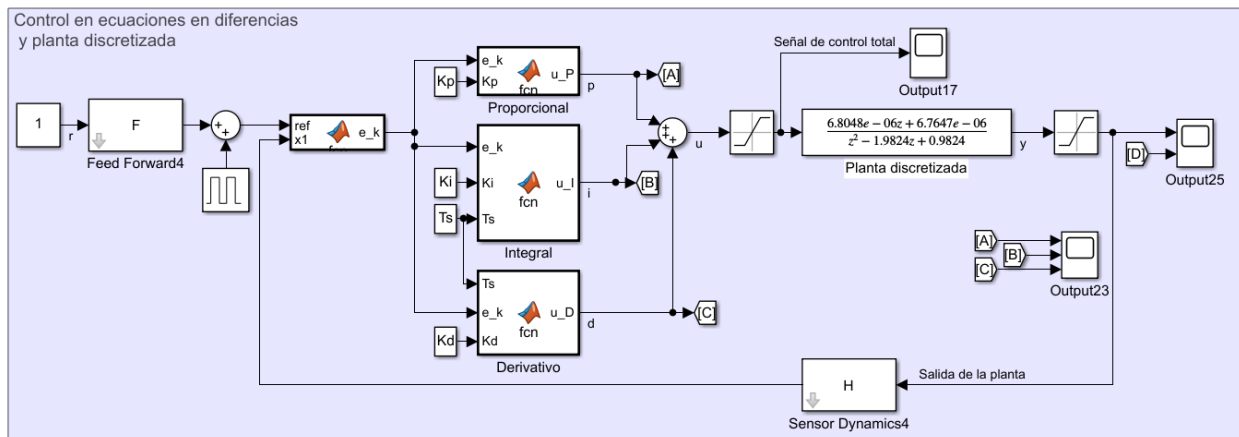 Control en ecuaciones en diferencias
y planta discretizada
1
r
F
Feed Forward4
+
+
ref
x1
e_k
fcn
e_k
Kp
Kp
u_P
fcn
p
Proporcional
[A]
e_k
Ki
Ki
Ts
Ts
u_I
fcn
i
Integral
[B]
Ts
e_k
Kd
Kd
u_D
fcn
d
Derivativo
[C]
+
+
+
u
Señal de control total
Output17
6.8048e − 06z + 6.7647e − 06
z² − 1.9824z + 0.9824
Planta discretizada
y
[D]
Output25
[A]
[B]
[C]
Output23
Salida de la planta
H
Sensor Dynamics4